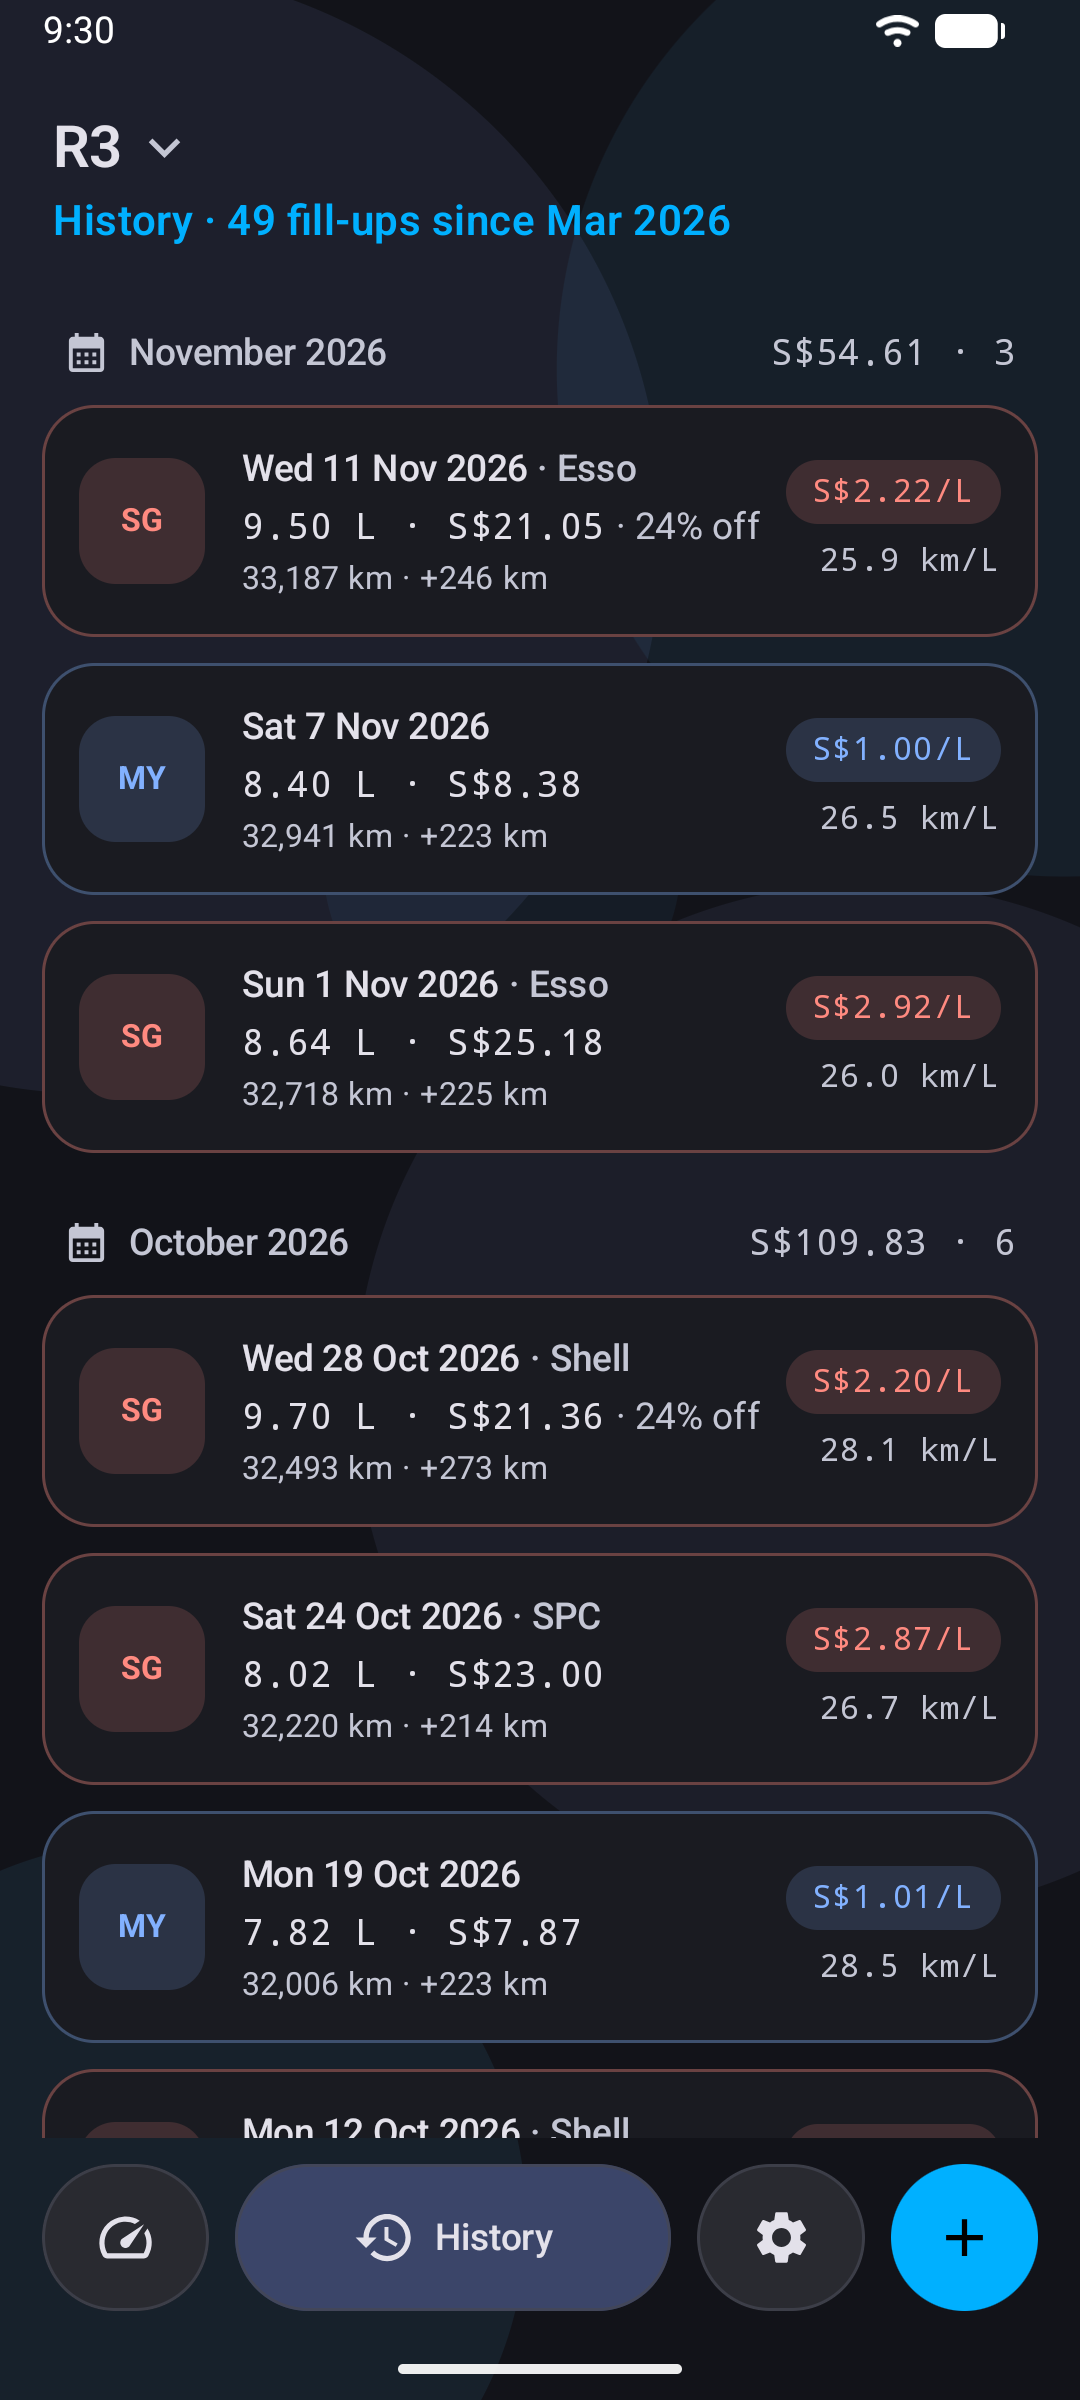 9:30
R3
History · 49 fill-ups since Mar 2026
November 2026 S$54.61 · 3
SG
Wed 11 Nov 2026 · Esso
9.50 L · S$21.05 · 24% off
33,187 km · +246 km
S$2.22/L
25.9 km/L
MY
Sat 7 Nov 2026
8.40 L · S$8.38
32,941 km · +223 km
S$1.00/L
26.5 km/L
SG
Sun 1 Nov 2026 · Esso
8.64 L · S$25.18
32,718 km · +225 km
S$2.92/L
26.0 km/L
October 2026 S$109.83 · 6
SG
Wed 28 Oct 2026 · Shell
9.70 L · S$21.36 · 24% off
32,493 km · +273 km
S$2.20/L
28.1 km/L
SG
Sat 24 Oct 2026 · SPC
8.02 L · S$23.00
32,220 km · +214 km
S$2.87/L
26.7 km/L
MY
Mon 19 Oct 2026
7.82 L · S$7.87
32,006 km · +223 km
S$1.01/L
28.5 km/L
Mon 12 Oct 2026 · Shell
History